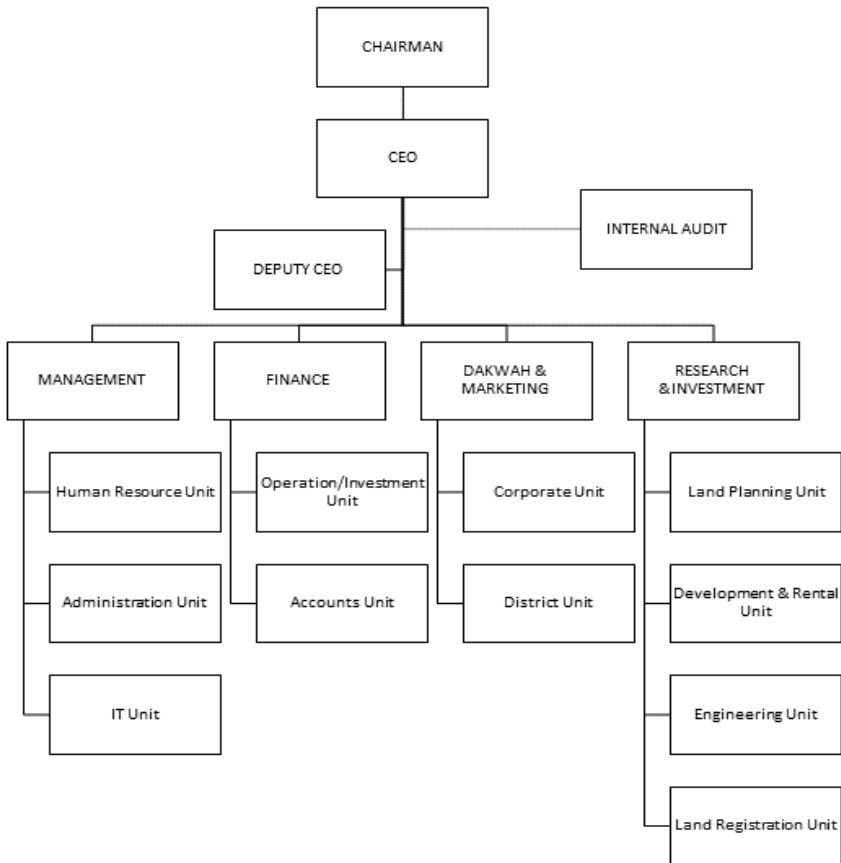 CHAIRMAN
CEO
INTERNAL AUDIT
DEPUTY CEO
MANAGEMENT
FINANCE
DAKWAH &
MARKETING
RESEARCH
&INVESTMENT
Human Resource Unit
Operation/Investment
Unit
Corporate Unit
Land Planning Unit
Administration Unit
Accounts Unit
District Unit
Development & Rental
Unit
IT Unit
Engineering Unit
Land Registration Unit